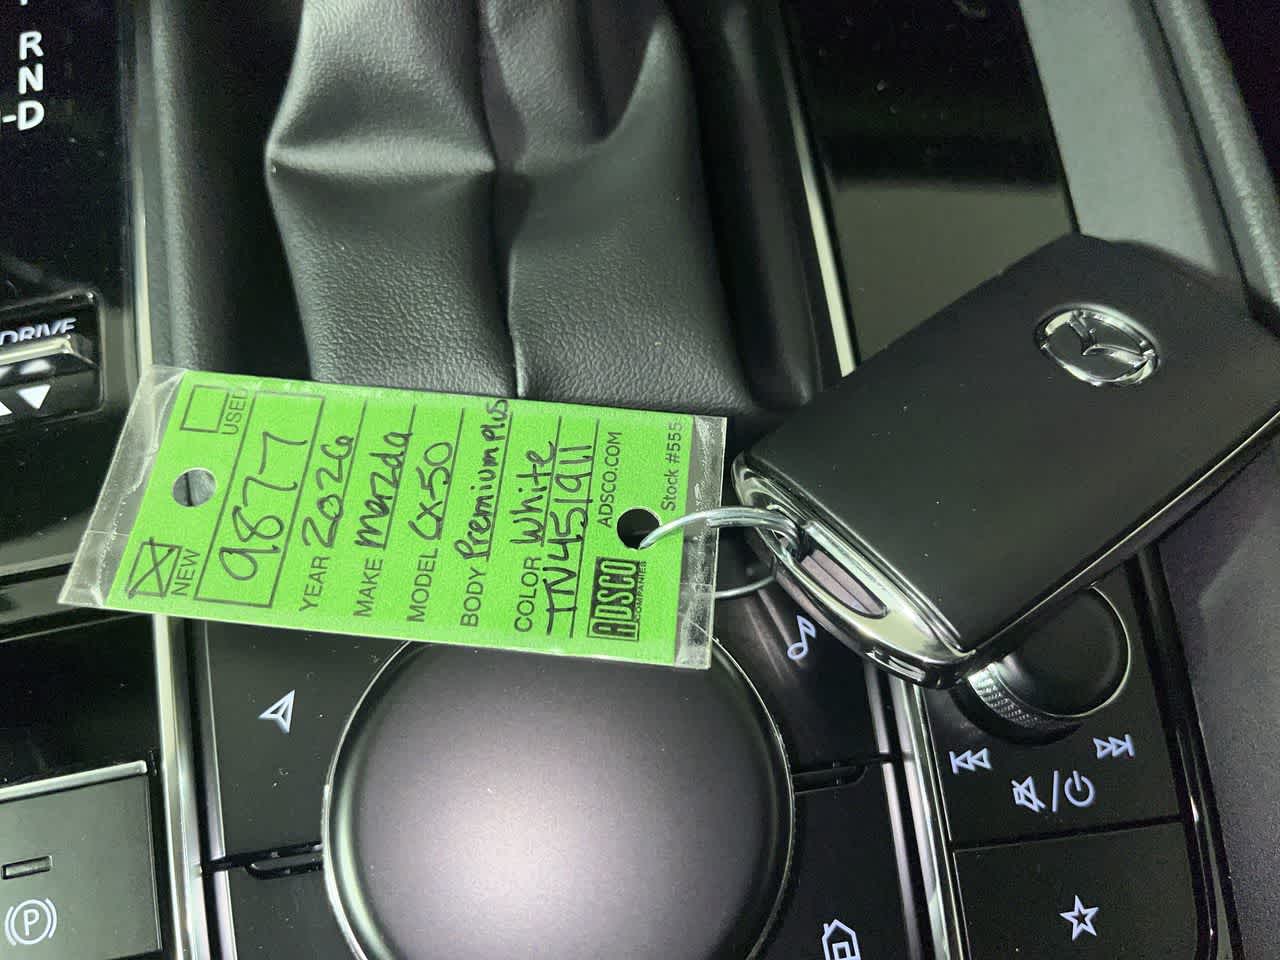 R
N
-D
DRIVE
USED
NEW
9877
YEAR 2026
MAKE Mazda
MODEL CX-50
BODY Premium Plus
COLOR White
TN451911
ADSCO COMPANIES
ADSCO.COM
Stock #555
P